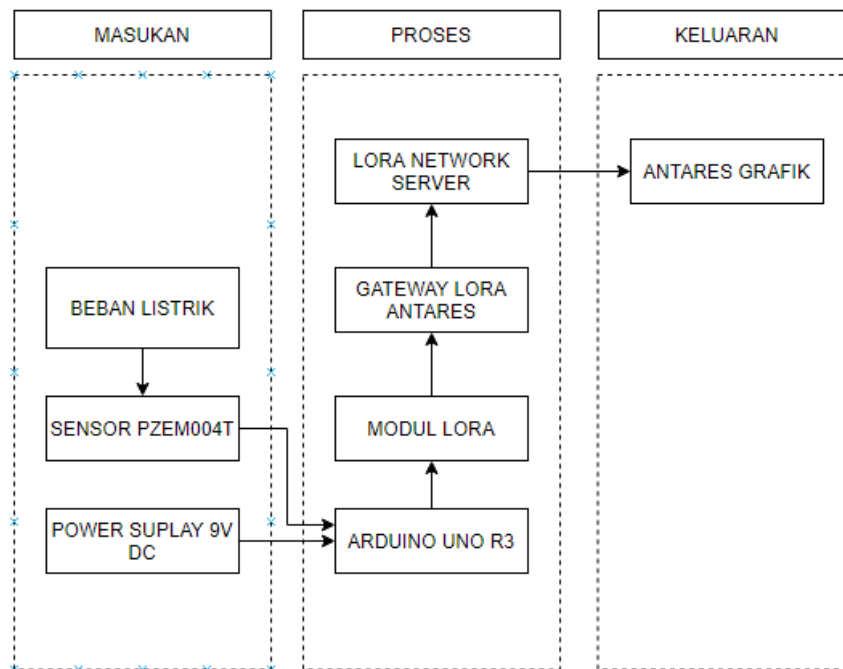 MASUKAN
PROSES
KELUARAN
LORA NETWORK
SERVER
ANTARES GRAFIK
GATEWAY LORA
ANTARES
BEBAN LISTRIK
SENSOR PZEM004T
MODUL LORA
POWER SUPLAY 9V
DC
ARDUINO UNO R3